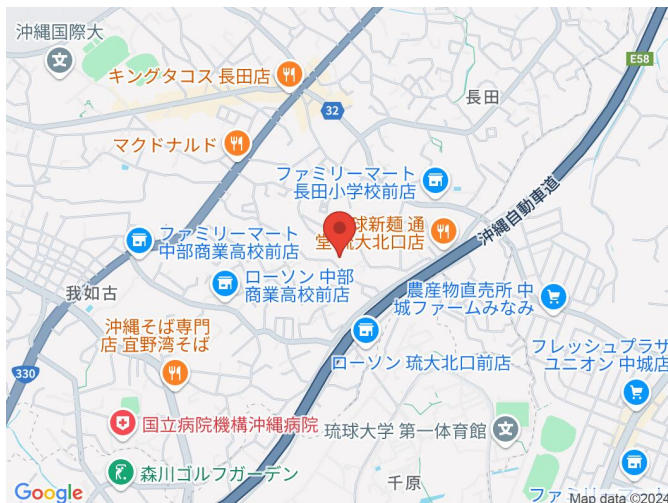 沖縄国際大
E58
キングタコス 長田店
32
長田
マクドナルド
ファミリーマート
長田小学校前店
球新麺 通
堂 琉大北口店
沖縄自動車道
ファミリーマート
中部商業高校前店
ローソン 中部
商業高校前店
我如古
農産物直売所 中
城ファームみなみ
沖縄そば専門
店 宜野湾そば
ローソン 琉大北口前店
フレッシュプラザ
ユニオン 中城店
330
国立病院機構沖縄病院
琉球大学 第一体育館
森川ゴルフガーデン
千原
ファミリ
Google
Map data ©2024